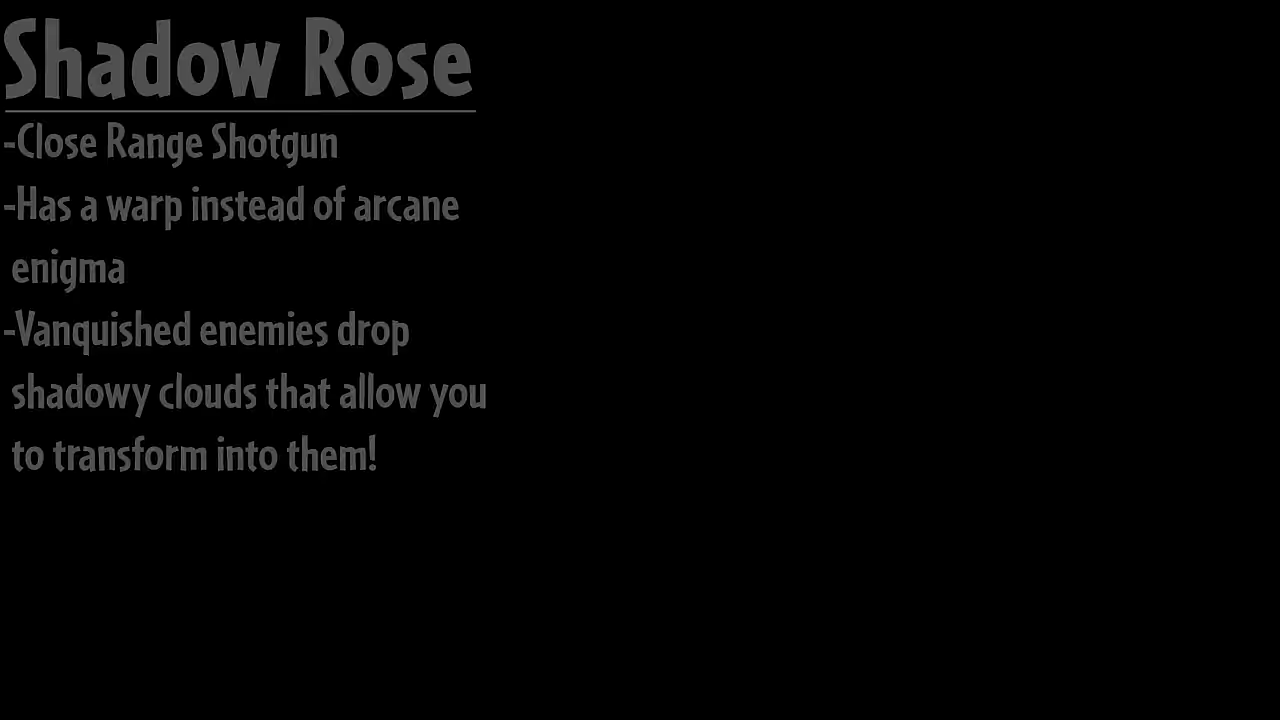 Shadow Rose
-Close Range Shotgun
-Has a warp instead of arcane
enigma
-Vanquished enemies drop
shadowy clouds that allow you
to transform into them!